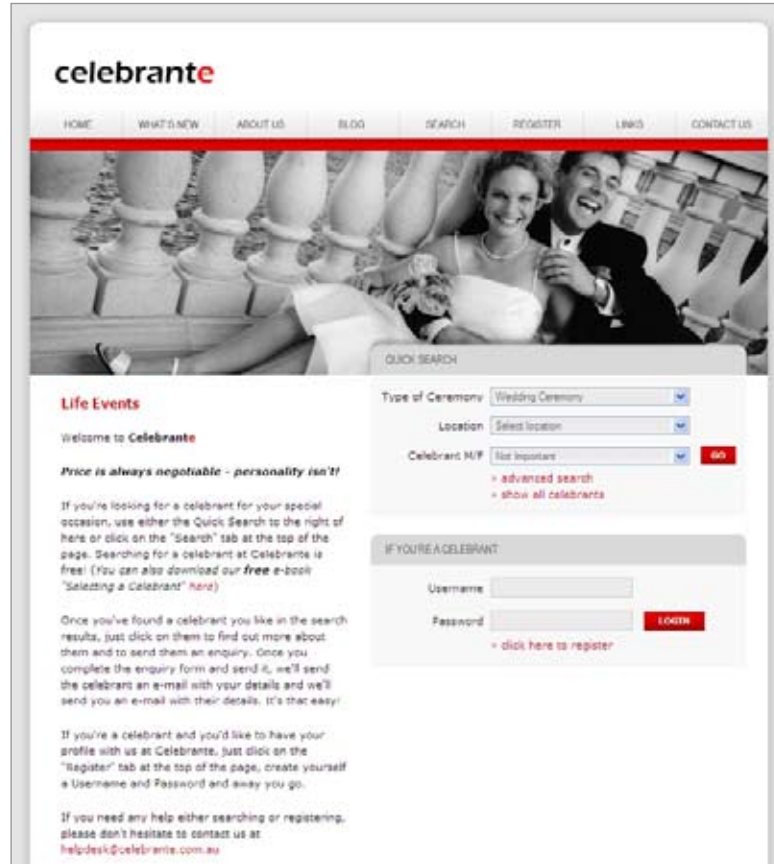 celebrante
HOME WHAT'S NEW ABOUT US BLOG SEARCH REGISTER LINKS CONTACT US
QUICK SEARCH
Type of Ceremony Wedding Ceremony
Location Select location
Celebrant M/F Not Important GO
» advanced search
» show all celebrants
IF YOU'RE A CELEBRANT
Username
Password LOGIN
» click here to register
Life Events
Welcome to Celebrante
Price is always negotiable - personality isn't!
If you're looking for a celebrant for your special
occasion, use either the Quick Search to the right of
here or click on the "Search" tab at the top of the
page. Searching for a celebrant at Celebrante is
free! (You can also download our free e-book
"Selecting a Celebrant" here)
Once you've found a celebrant you like in the search
results, just click on them to find out more about
them and to send them an enquiry. Once you
complete the enquiry form and send it, we'll send
the celebrant an e-mail with your details and we'll
send you an e-mail with their details. It's that easy!
If you're a celebrant and you'd like to have your
profile with us at Celebrante, just click on the
"Register" tab at the top of the page, create yourself
a Username and Password and away you go.
If you need any help either searching or registering,
please don't hesitate to contact us at
helpdesk@celebrante.com.au